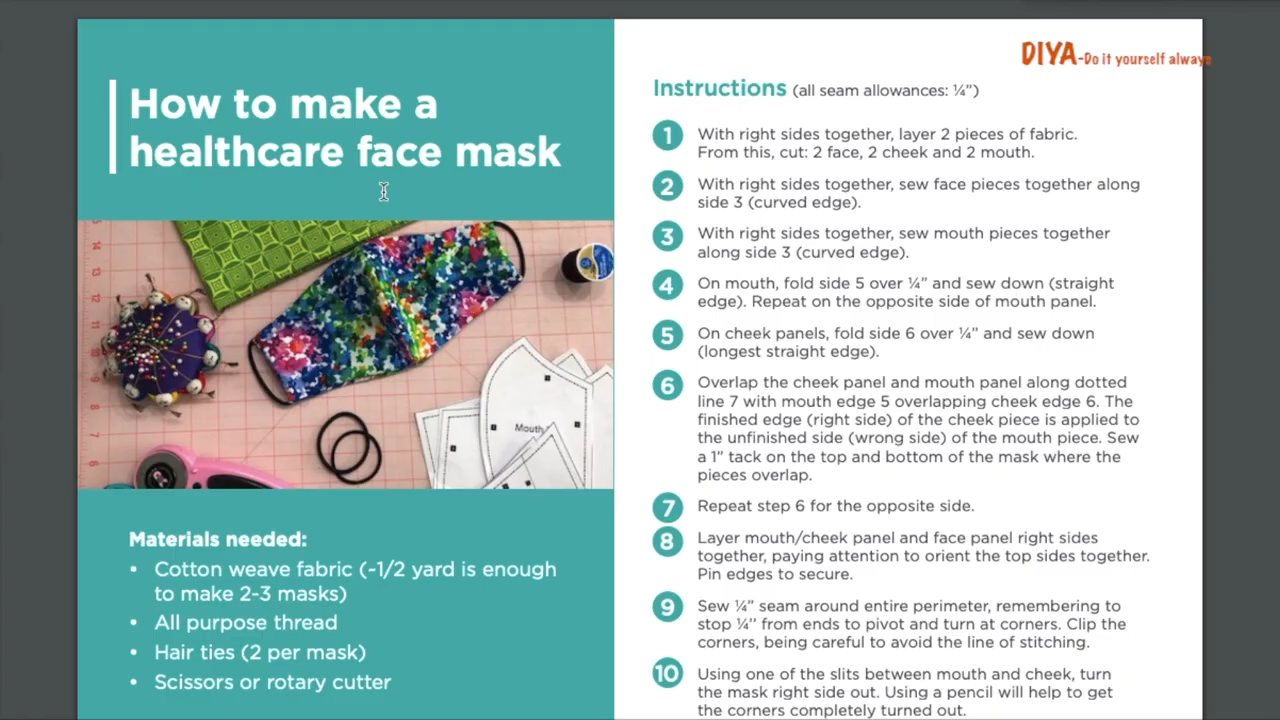 How to make a
healthcare face mask
Mouth
Materials needed:
• Cotton weave fabric (~1/2 yard is enough
to make 2-3 masks)
• All purpose thread
• Hair ties (2 per mask)
• Scissors or rotary cutter
DIYA-Do it yourself always
Instructions (all seam allowances: ¼”)
1 With right sides together, layer 2 pieces of fabric.
From this, cut: 2 face, 2 cheek and 2 mouth.
2 With right sides together, sew face pieces together along
side 3 (curved edge).
3 With right sides together, sew mouth pieces together
along side 3 (curved edge).
4 On mouth, fold side 5 over ¼” and sew down (straight
edge). Repeat on the opposite side of mouth panel.
5 On cheek panels, fold side 6 over ¼” and sew down
(longest straight edge).
6 Overlap the cheek panel and mouth panel along dotted
line 7 with mouth edge 5 overlapping cheek edge 6. The
finished edge (right side) of the cheek piece is applied to
the unfinished side (wrong side) of the mouth piece. Sew
a 1” tack on the top and bottom of the mask where the
pieces overlap.
7 Repeat step 6 for the opposite side.
8 Layer mouth/cheek panel and face panel right sides
together, paying attention to orient the top sides together.
Pin edges to secure.
9 Sew ¼” seam around entire perimeter, remembering to
stop ¼’’ from ends to pivot and turn at corners. Clip the
corners, being careful to avoid the line of stitching.
10 Using one of the slits between mouth and cheek, turn
the mask right side out. Using a pencil will help to get
the corners completely turned out.